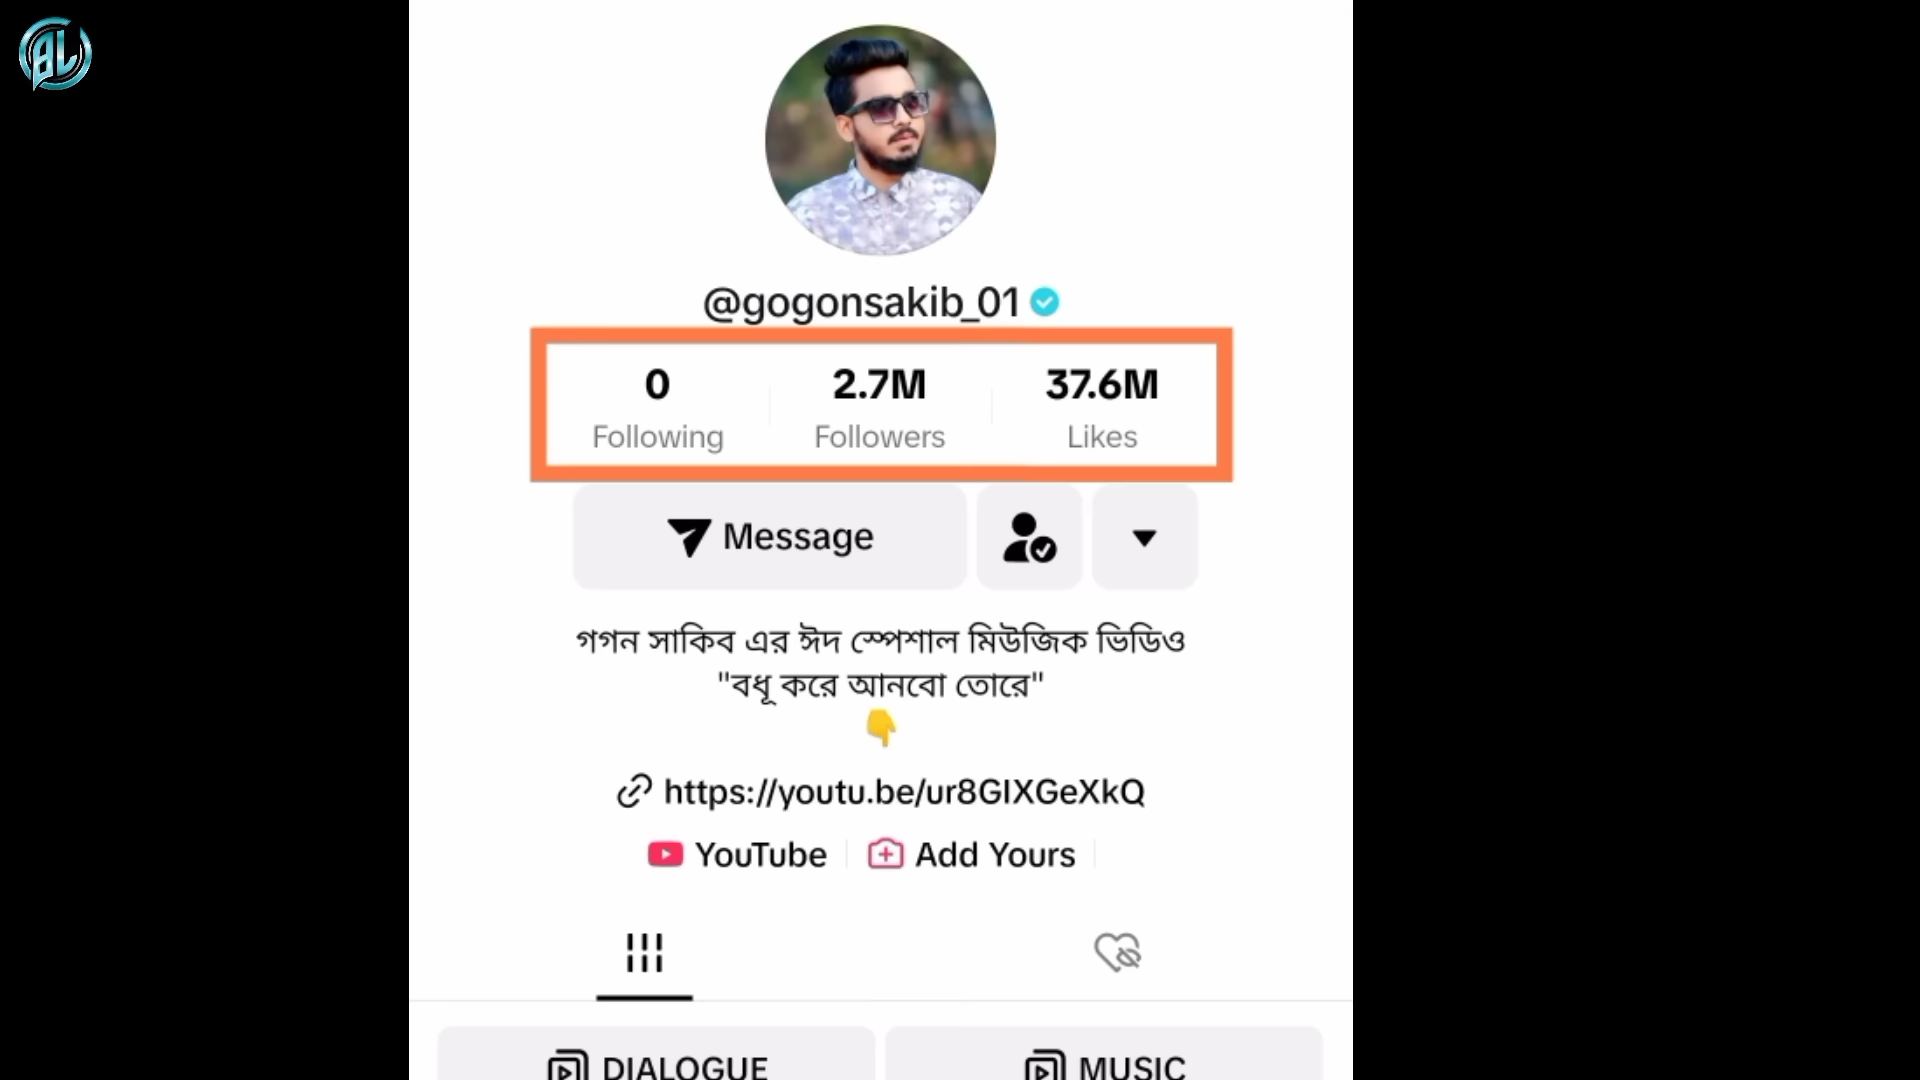 BL
@gogonsakib_01
0 2.7M 37.6M
Following Followers Likes
Message
গগন সাকিব এর ঈদ স্পেশাল মিউজিক ভিডিও
"বধূ করে আনবো তোরে"
👇
https://youtu.be/ur8GIXGeXkQ
YouTube Add Yours
DIALOGUE MUSIC